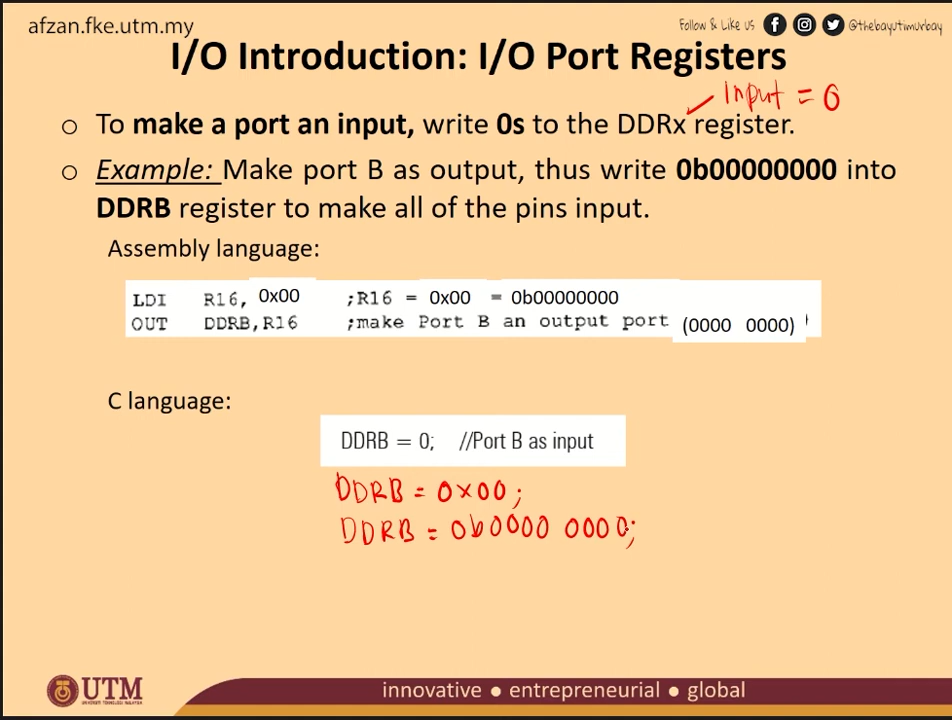 afzan.fke.utm.my
Follow & Like us @thebayutimurbay
I/O Introduction: I/O Port Registers
Input = 0
○ To make a port an input, write 0s to the DDRx register.
○ Example: Make port B as output, thus write 0b00000000 into
DDRB register to make all of the pins input.
Assembly language:
LDI R16, 0x00 ;R16 = 0x00 = 0b00000000
OUT DDRB,R16 ;make Port B an output port (0000 0000)
C language:
DDRB = 0; //Port B as input
DDRB = 0x00;
DDRB = 0b0000 0000;
UTM
innovative ● entrepreneurial ● global